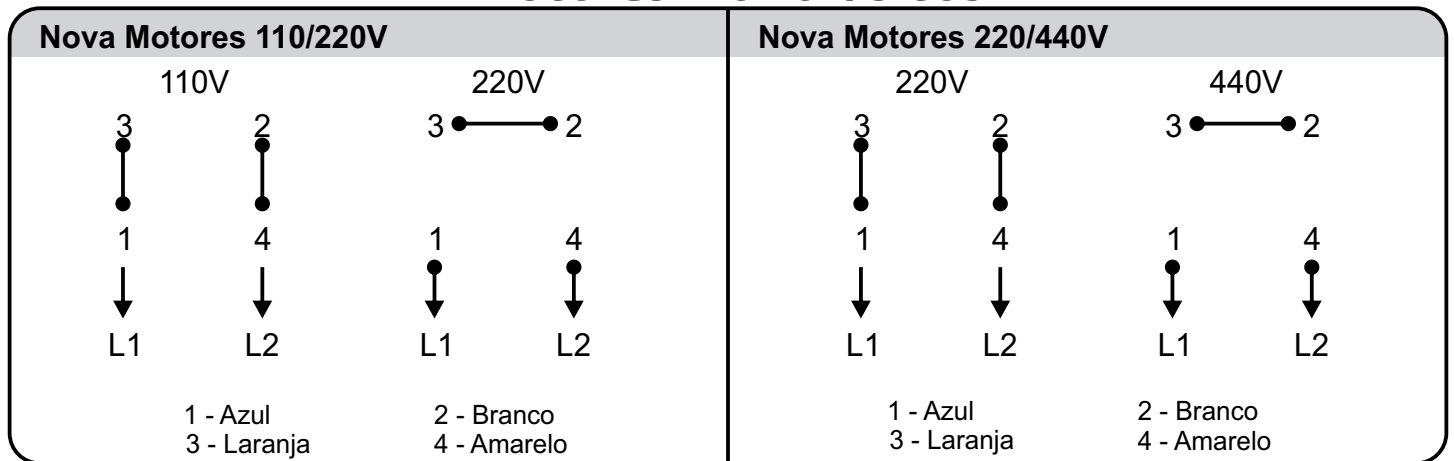 Nova Motores 110/220V
110V 220V
3 2 3 2
1 4 1 4
L1 L2 L1 L2
1 - Azul 2 - Branco
3 - Laranja 4 - Amarelo
Nova Motores 220/440V
220V 440V
3 2 3 2
1 4 1 4
L1 L2 L1 L2
1 - Azul 2 - Branco
3 - Laranja 4 - Amarelo